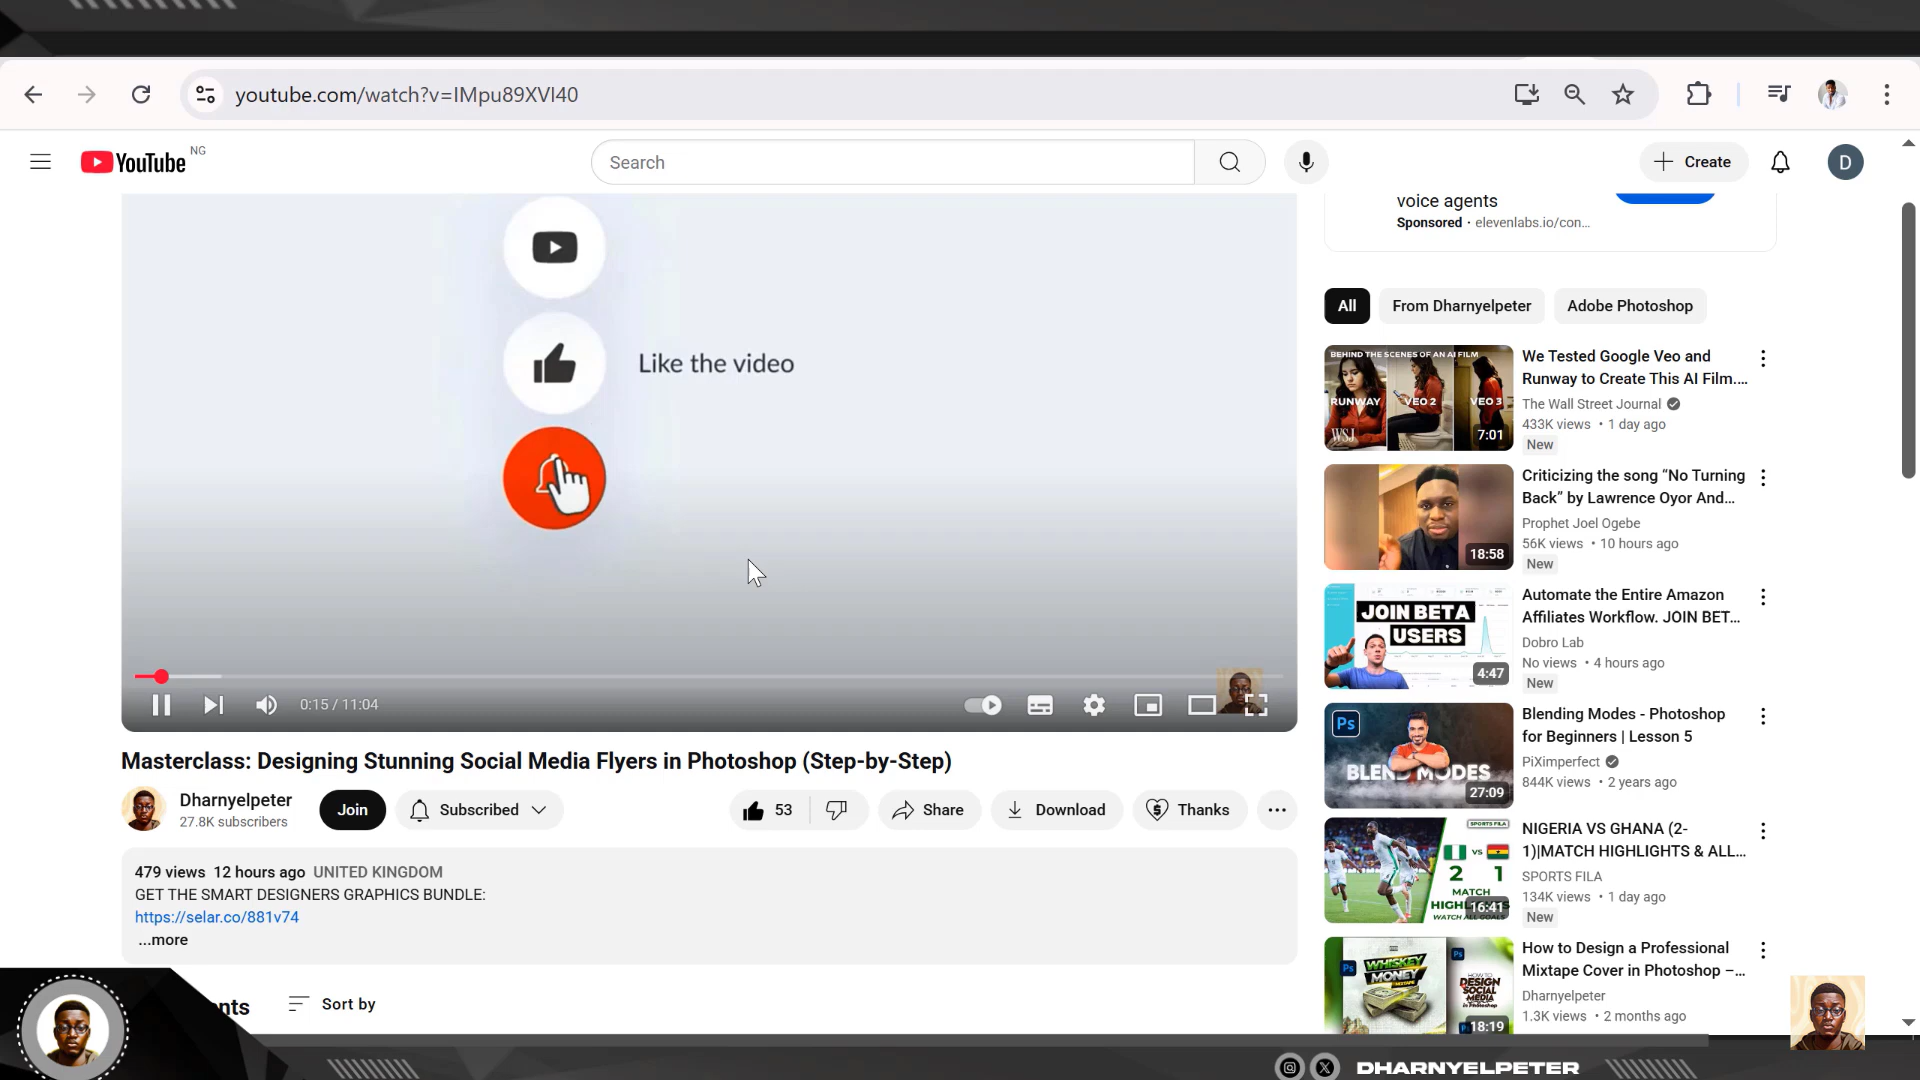 youtube.com/watch?v=IMpu89XVI40
YouTube NG
Search
Create
D
voice agents
Sponsored · elevenlabs.io/con...
Like the video
All
From Dharnyelpeter
Adobe Photoshop
BEHIND THE SCENES OF AN AI FILM
RUNWAY
VEO 2
VEO 3
WSJ
7:01
We Tested Google Veo and
Runway to Create This AI Film....
The Wall Street Journal
433K views • 1 day ago
New
18:58
Criticizing the song “No Turning
Back” by Lawrence Oyor And...
Prophet Joel Ogebe
56K views • 10 hours ago
New
JOIN BETA
USERS
4:47
Automate the Entire Amazon
Affiliates Workflow. JOIN BET...
Dobro Lab
No views • 4 hours ago
New
0:15 / 11:04
Ps
BLEND MODES
27:09
Blending Modes - Photoshop
for Beginners | Lesson 5
PiXimperfect
844K views • 2 years ago
Masterclass: Designing Stunning Social Media Flyers in Photoshop (Step-by-Step)
Dharnyelpeter
27.8K subscribers
Join
Subscribed
53
Share
Download
Thanks
SPORTS FILA
VS
2 1
MATCH
HIGHLIGHTS
WATCH ALL GOALS
16:41
NIGERIA VS GHANA (2-
1)|MATCH HIGHLIGHTS & ALL...
SPORTS FILA
134K views • 1 day ago
New
479 views 12 hours ago UNITED KINGDOM
GET THE SMART DESIGNERS GRAPHICS BUNDLE:
https://selar.co/881v74
...more
Ps
WHISKEY
MONEY
Ps
HOW TO
DESIGN
SOCIAL
MEDIA
in Photoshop
Ps
18:19
How to Design a Professional
Mixtape Cover in Photoshop –...
Dharnyelpeter
1.3K views • 2 months ago
nts
Sort by
DHARNYELPETER